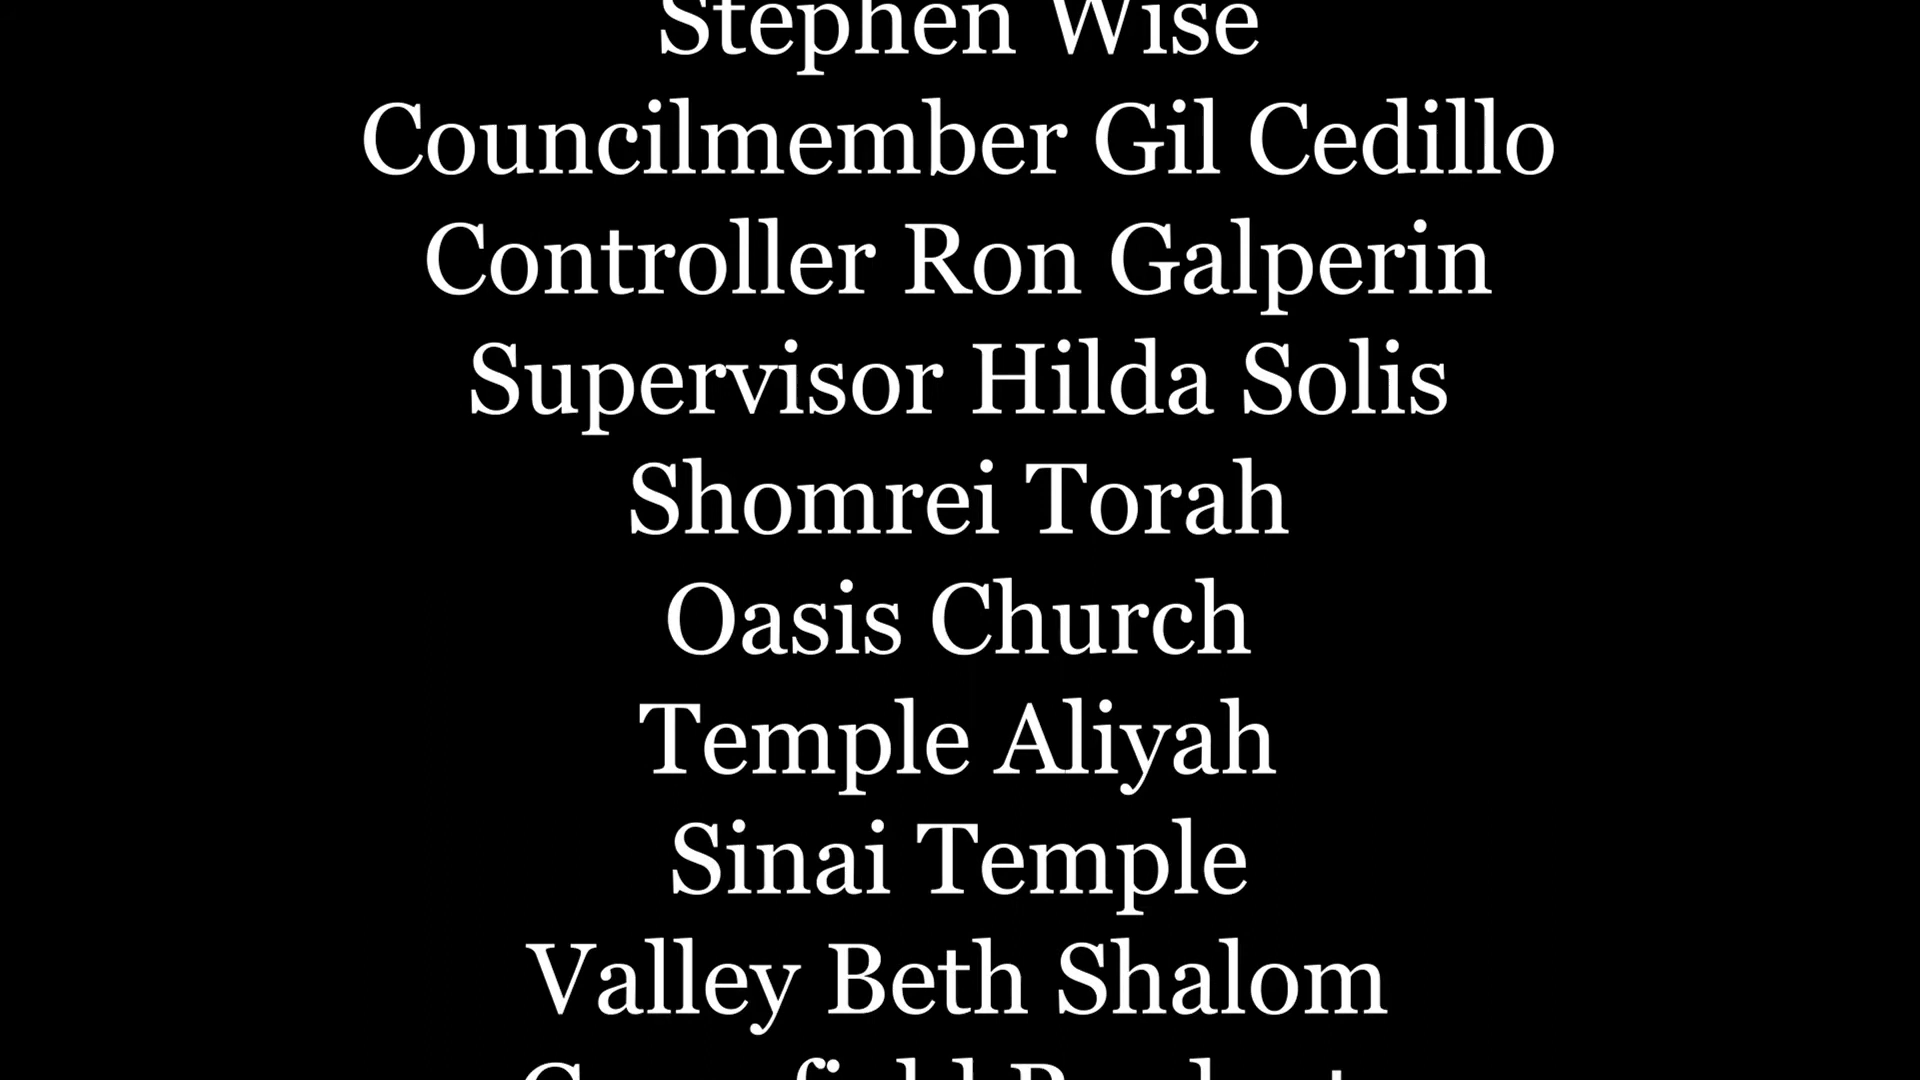 Stephen Wise
Councilmember Gil Cedillo
Controller Ron Galperin
Supervisor Hilda Solis
Shomrei Torah
Oasis Church
Temple Aliyah
Sinai Temple
Valley Beth Shalom